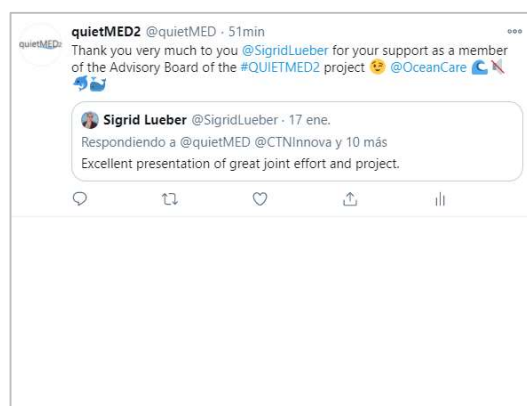 quietMED2
quietMED2 @quietMED · 51min
Thank you very much to you @SigridLueber for your support as a member
of the Advisory Board of the #QUIETMED2 project 😉 @OceanCare 🌊🔇
🐬🐳
Sigrid Lueber @SigridLueber · 17 ene.
Respondiendo a @quietMED @CTNInnova y 10 más
Excellent presentation of great joint effort and project.